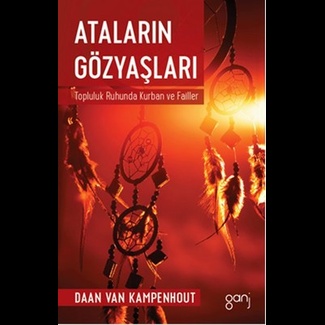 ATALARIN
GÖZYAŞLARI
Topluluk Ruhunda Kurban ve Failler
DAAN VAN KAMPENHOUT
ganj